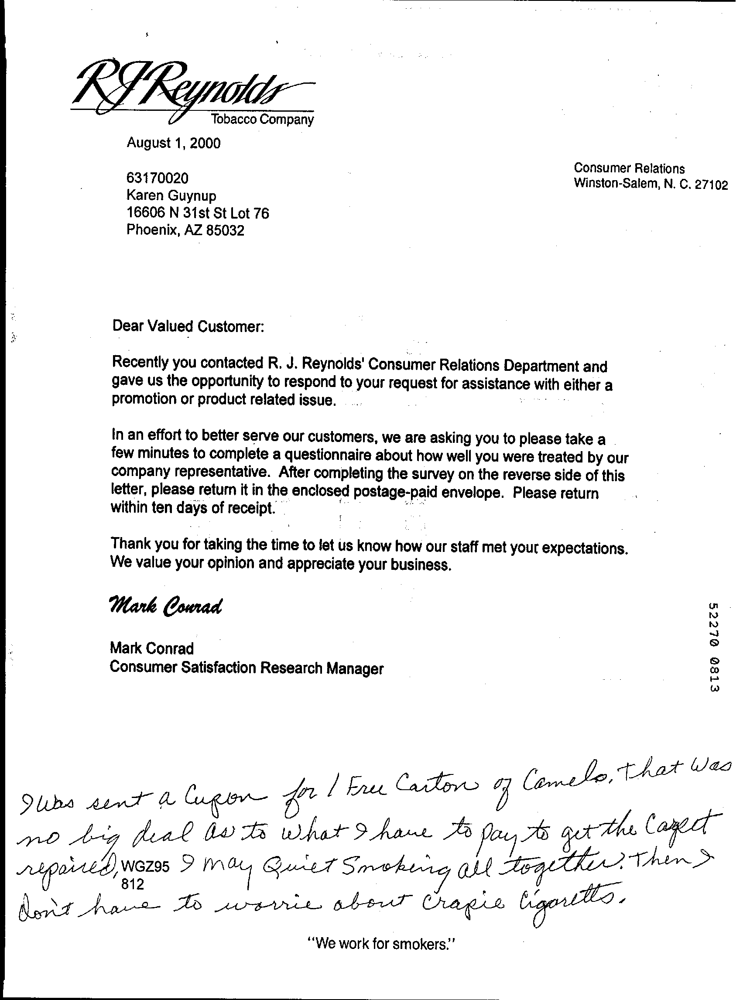 RJReynolds
Tobacco Company
August 1, 2000
Consumer Relations
Winston-Salem, N. C. 27102
63170020
Karen Guynup
16606 N 31st St Lot 76
Phoenix, AZ 85032
Dear Valued Customer:
Recently you contacted R. J. Reynolds' Consumer Relations Department and
gave us the opportunity to respond to your request for assistance with either a
promotion or product related issue.
In an effort to better serve our customers, we are asking you to please take a
few minutes to complete a questionnaire about how well you were treated by our
company representative. After completing the survey on the reverse side of this
letter, please return it in the enclosed postage-paid envelope. Please return
within ten days of receipt.
Thank you for taking the time to let us know how our staff met your expectations.
We value your opinion and appreciate your business.
Mark Conrad
Mark Conrad
Consumer Satisfaction Research Manager
52270 0813
I Was sent a Cupon for 1 Free Carton of Camels, that was
no big deal as to what I have to pay to get the Carpet
repaired, I may Quiet Smoking all together. Then I
WGZ95
812
don't have to worrie about Crapie Cigaretts.
"We work for smokers."